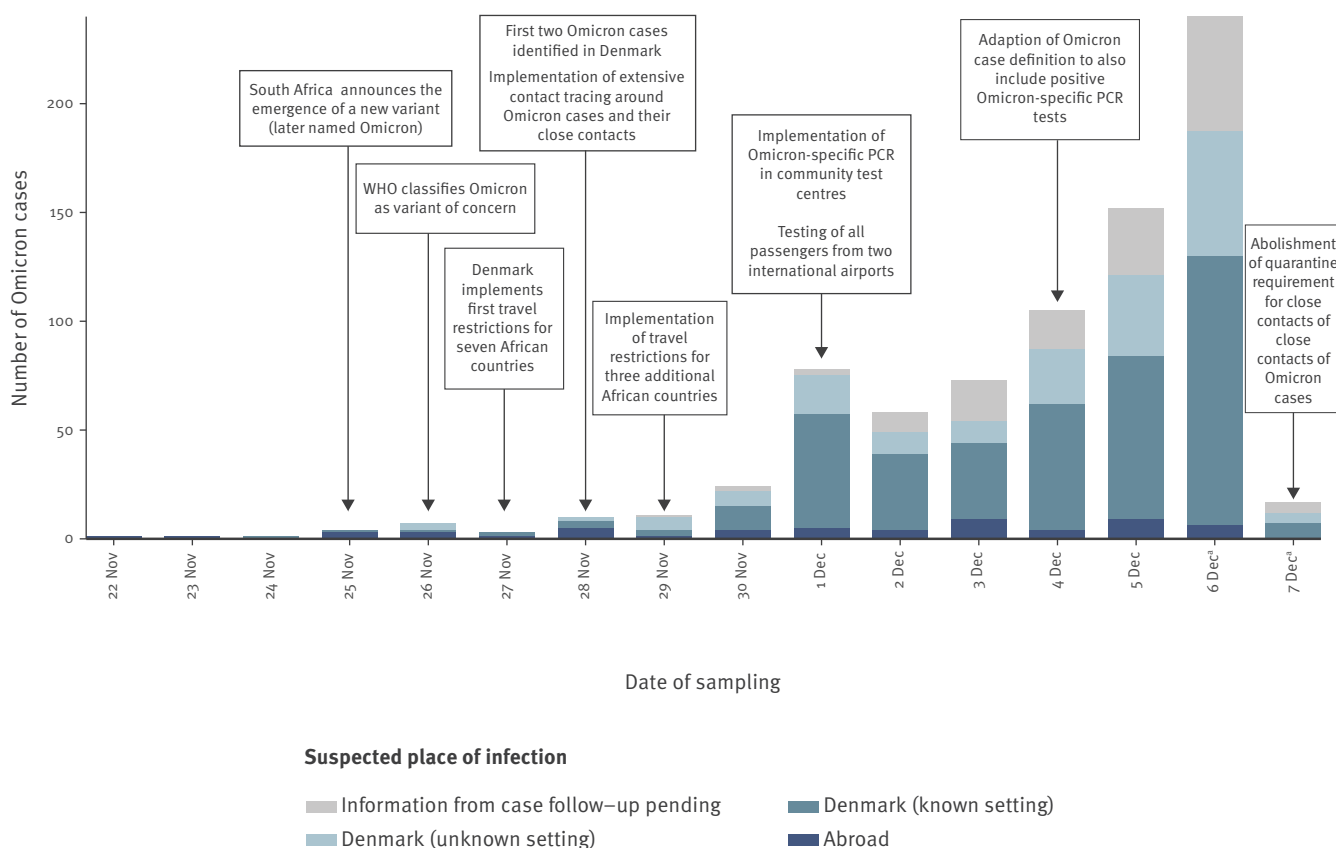 First two Omicron cases
identified in Denmark
Implementation of extensive
contact tracing around
Omicron cases and their
close contacts
Adaption of Omicron
case definition to also
include positive
Omicron-specific PCR
tests
South Africa announces the
emergence of a new variant
(later named Omicron)
Implementation of
Omicron-specific PCR
in community test
centres
Testing of all
passengers from two
international airports
WHO classifies Omicron
as variant of concern
Abolishment
of quarantine
requirement
for close
contacts of
close
contacts of
Omicron
cases
Denmark
implements
first travel
restrictions for
seven African
countries
Implementation
of travel
restrictions for
three additional
African countries
Number of Omicron cases
200
150
100
50
0
22 Nov
23 Nov
24 Nov
25 Nov
26 Nov
27 Nov
28 Nov
29 Nov
30 Nov
1 Dec
2 Dec
3 Dec
4 Dec
5 Dec
6 Decᵃ
7 Decᵃ
Date of sampling
Suspected place of infection
Information from case follow–up pending
Denmark (known setting)
Denmark (unknown setting)
Abroad